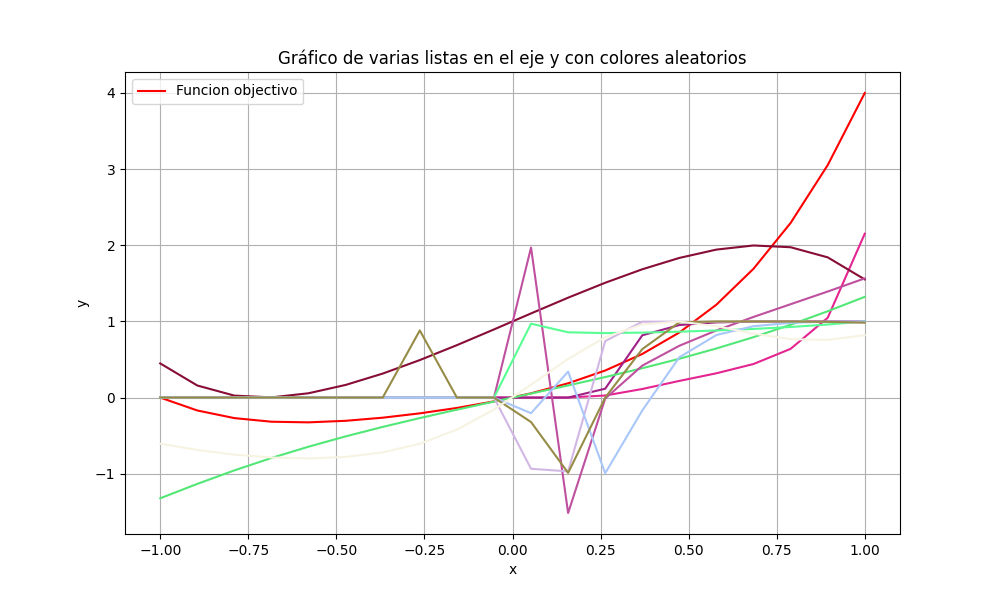 Gráfico de varias listas en el eje y con colores aleatorios
Funcion objectivo
4
3
2
1
0
−1
y
−1.00 −0.75 −0.50 −0.25 0.00 0.25 0.50 0.75 1.00
x